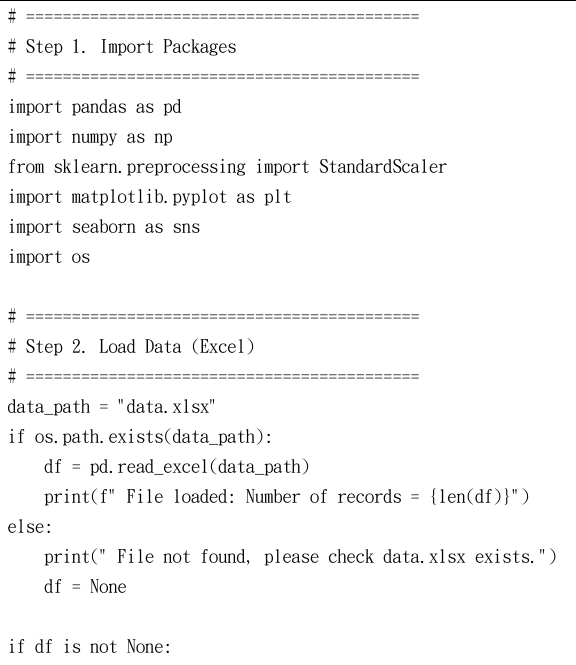 # ===========================================
# Step 1. Import Packages
# ===========================================
import pandas as pd
import numpy as np
from sklearn.preprocessing import StandardScaler
import matplotlib.pyplot as plt
import seaborn as sns
import os

# ===========================================
# Step 2. Load Data (Excel)
# ===========================================
data_path = "data.xlsx"
if os.path.exists(data_path):
    df = pd.read_excel(data_path)
    print(f" File loaded: Number of records = {len(df)}")
else:
    print(" File not found, please check data.xlsx exists.")
    df = None

if df is not None: